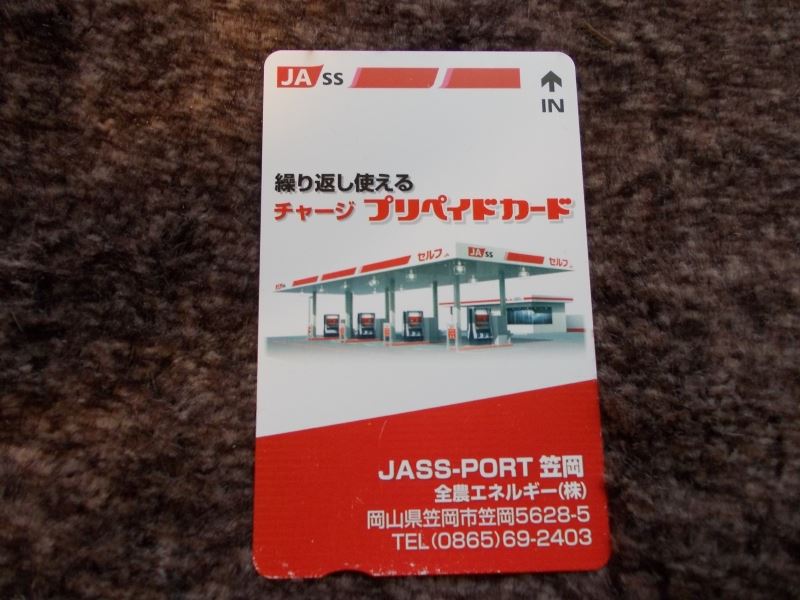 JA SS
IN
繰り返し使える
チャージ プリペイドカード
セルフ JA SS セルフ
JASS-PORT 笠岡
全農エネルギー(株)
岡山県笠岡市笠岡5628-5
TEL(0865)69-2403